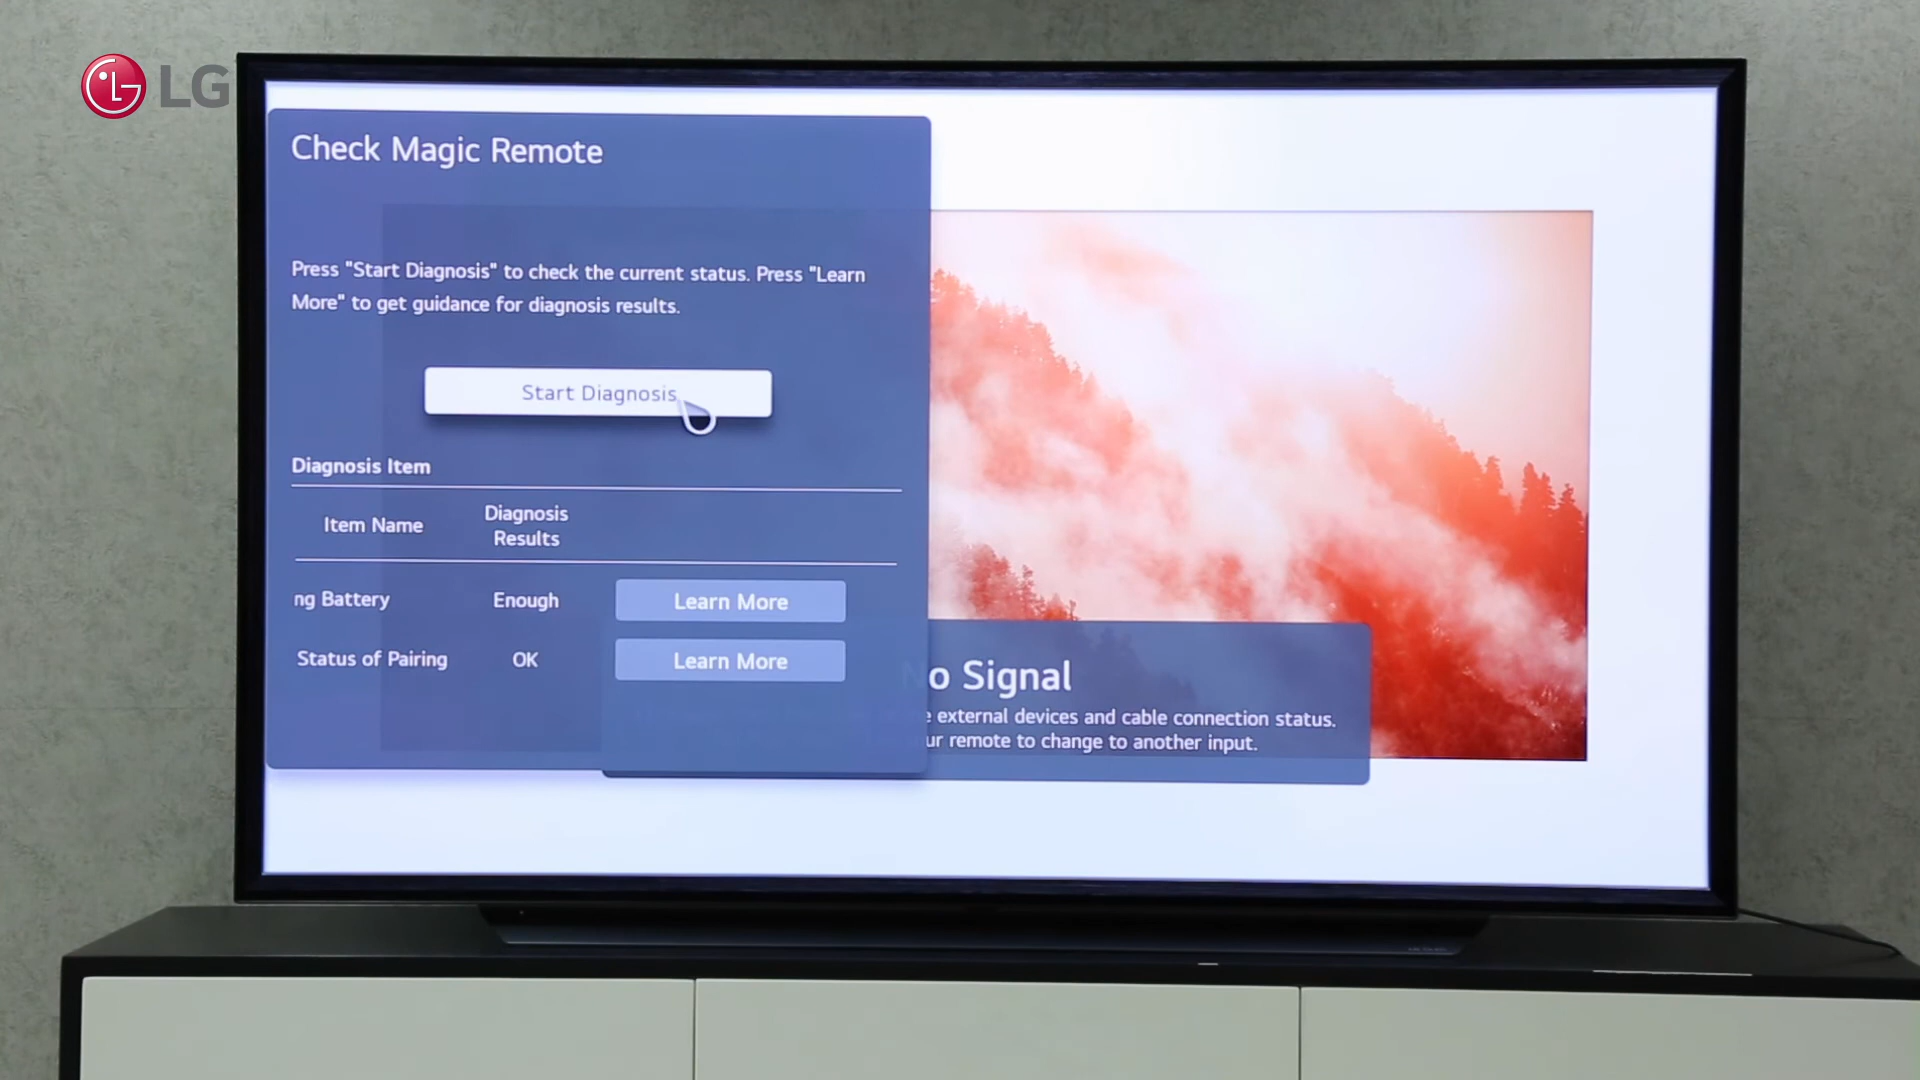 LG
Check Magic Remote
Press "Start Diagnosis" to check the current status. Press "Learn
More" to get guidance for diagnosis results.
Start Diagnosis
Diagnosis Item
Item Name
Diagnosis
Results
ng Battery
Enough
Learn More
Status of Pairing
OK
Learn More
No Signal
e external devices and cable connection status.
ur remote to change to another input.